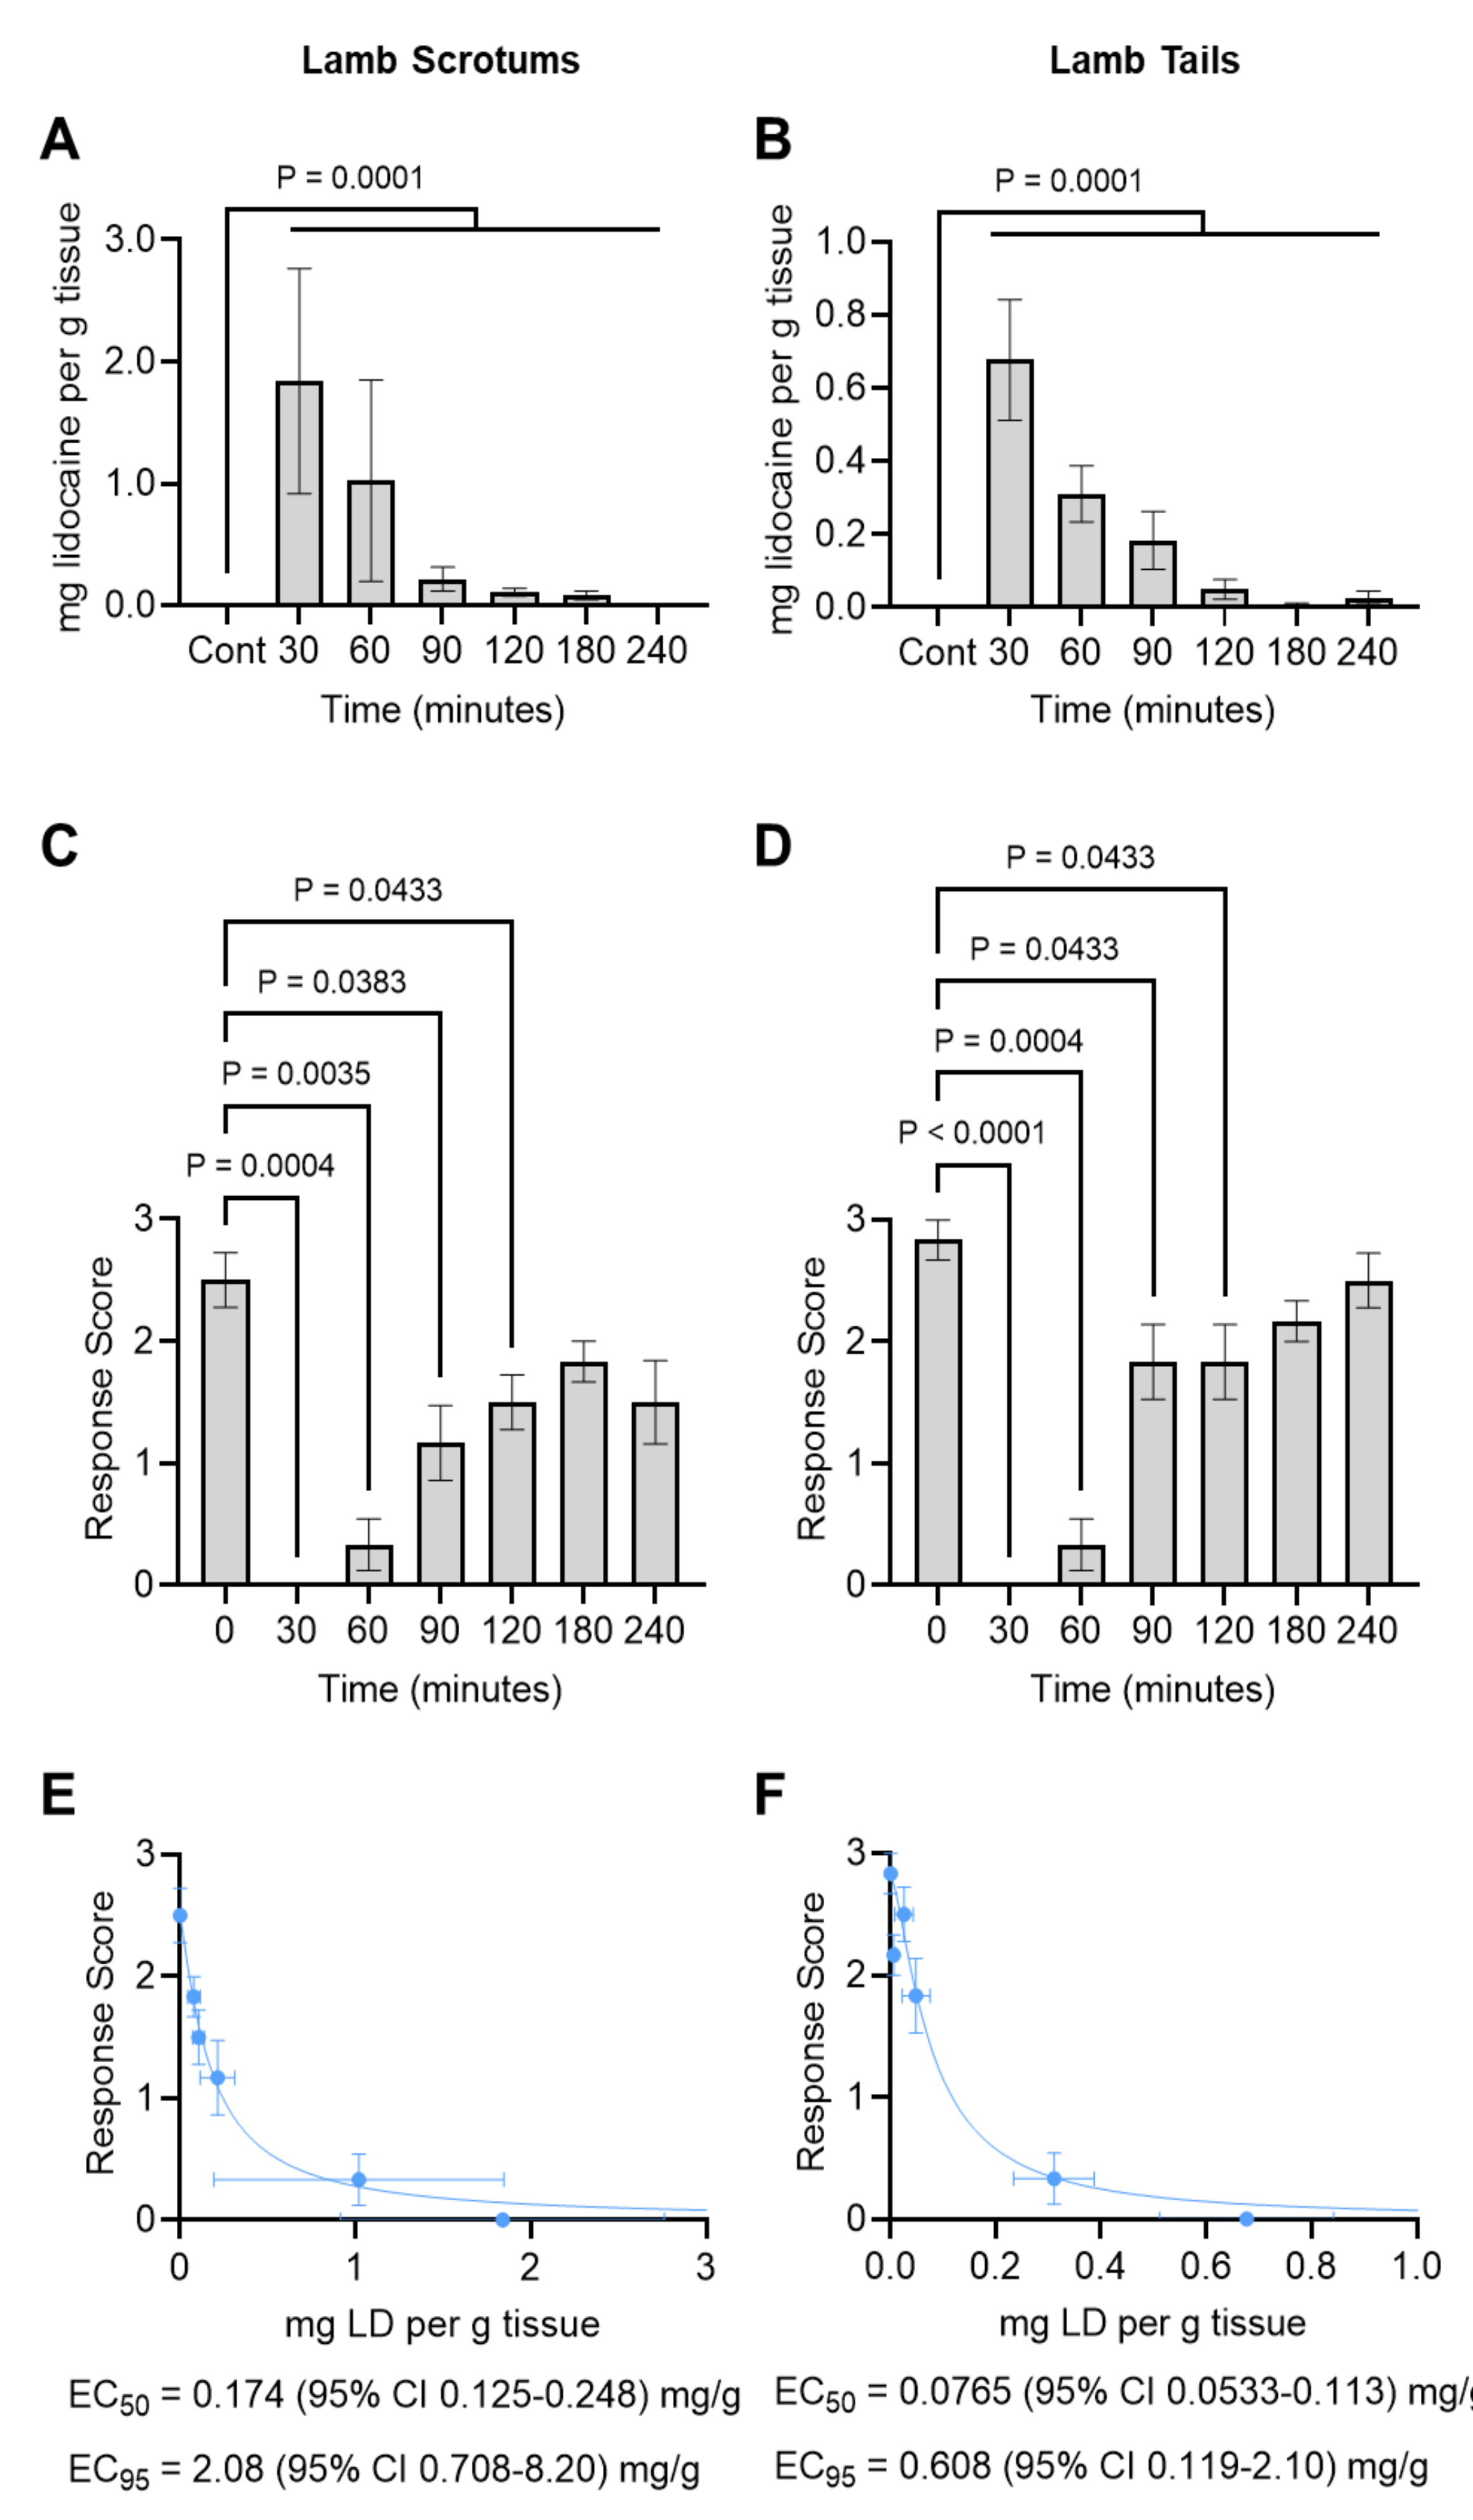 Lamb Scrotums
Lamb Tails
A
P = 0.0001
mg lidocaine per g tissue
3.0
2.0
1.0
0.0
Cont 30 60 90 120 180 240
Time (minutes)
B
P = 0.0001
mg lidocaine per g tissue
1.0
0.8
0.6
0.4
0.2
0.0
Cont 30 60 90 120 180 240
Time (minutes)
C
P = 0.0433
P = 0.0383
P = 0.0035
P = 0.0004
Response Score
3
2
1
0
0 30 60 90 120 180 240
Time (minutes)
D
P = 0.0433
P = 0.0433
P = 0.0004
P < 0.0001
Response Score
3
2
1
0
0 30 60 90 120 180 240
Time (minutes)
E
Response Score
3
2
1
0
0 1 2 3
mg LD per g tissue
EC50 = 0.174 (95% CI 0.125-0.248) mg/g
EC95 = 2.08 (95% CI 0.708-8.20) mg/g
F
Response Score
3
2
1
0
0.0 0.2 0.4 0.6 0.8 1.0
mg LD per g tissue
EC50 = 0.0765 (95% CI 0.0533-0.113) mg/g
EC95 = 0.608 (95% CI 0.119-2.10) mg/g